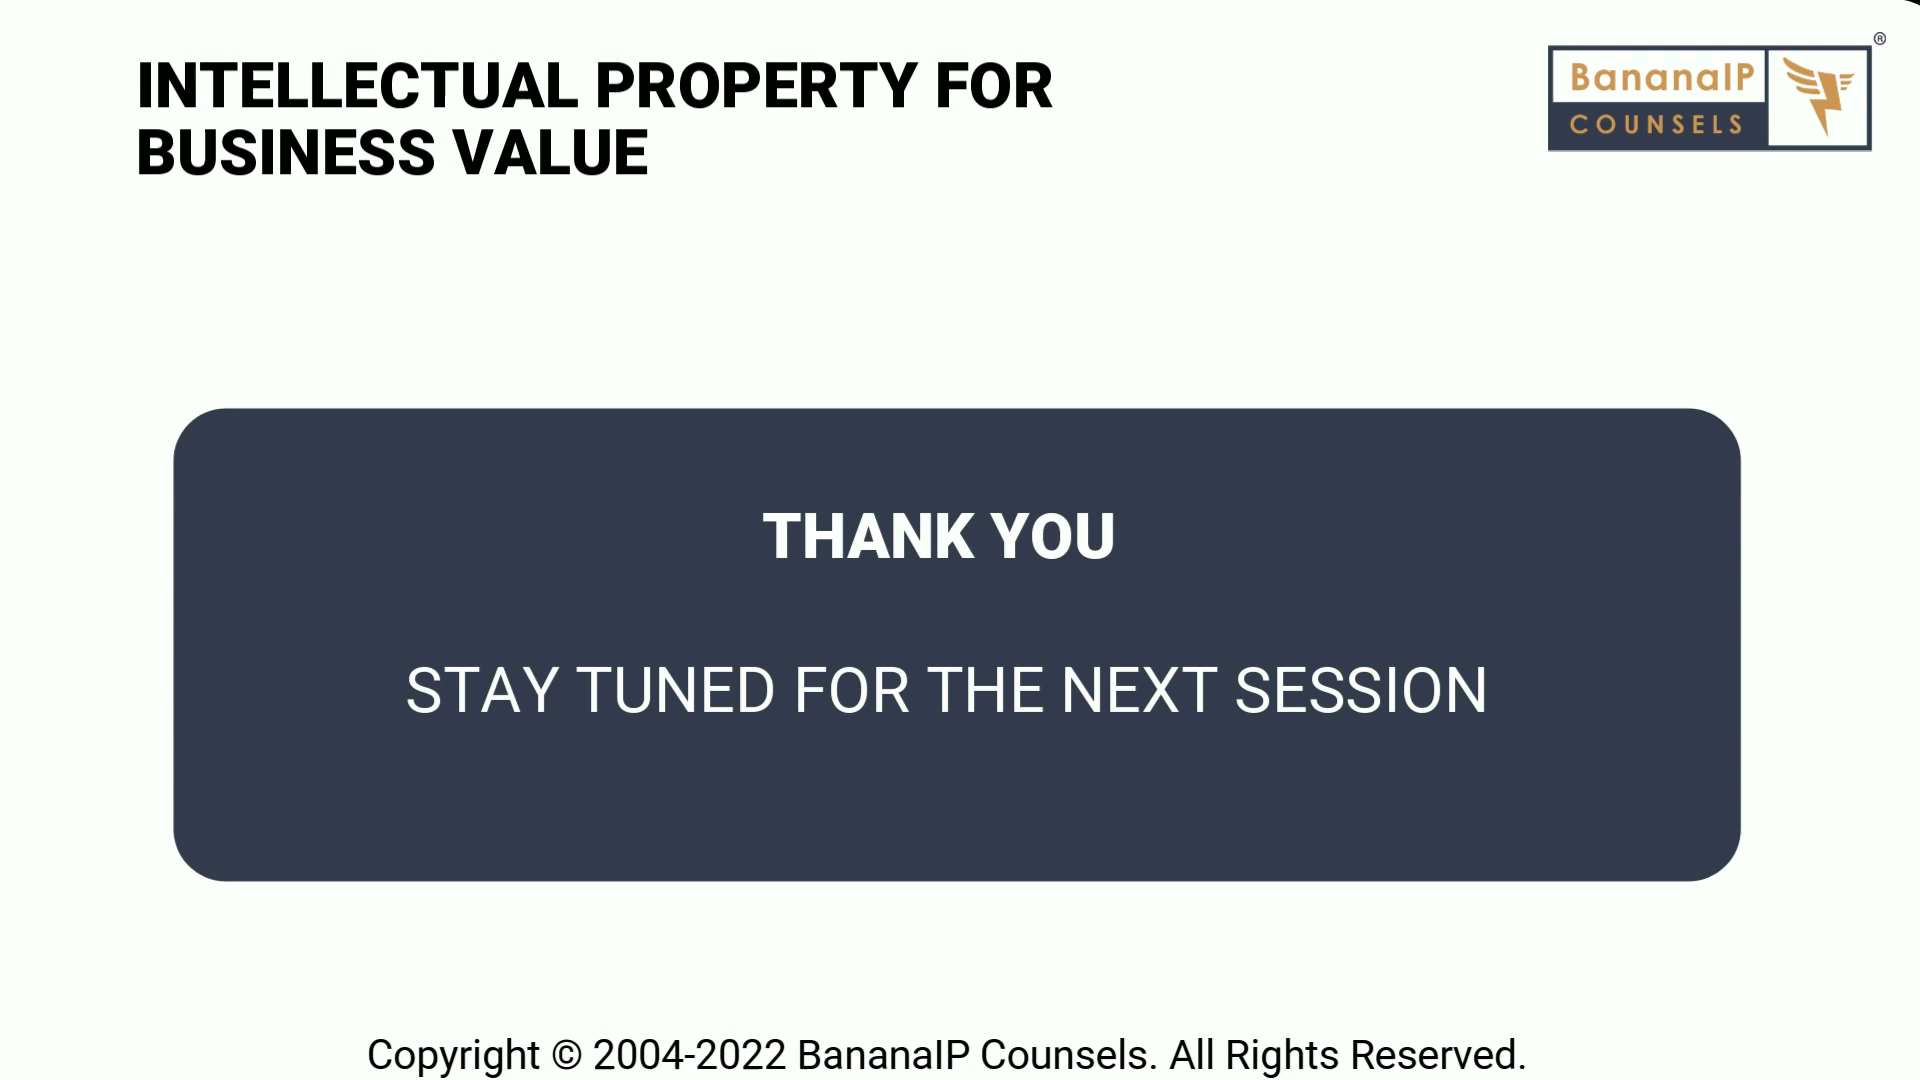 INTELLECTUAL PROPERTY FOR
BUSINESS VALUE
BananaIP
COUNSELS
®
THANK YOU
STAY TUNED FOR THE NEXT SESSION
Copyright © 2004-2022 BananaIP Counsels. All Rights Reserved.